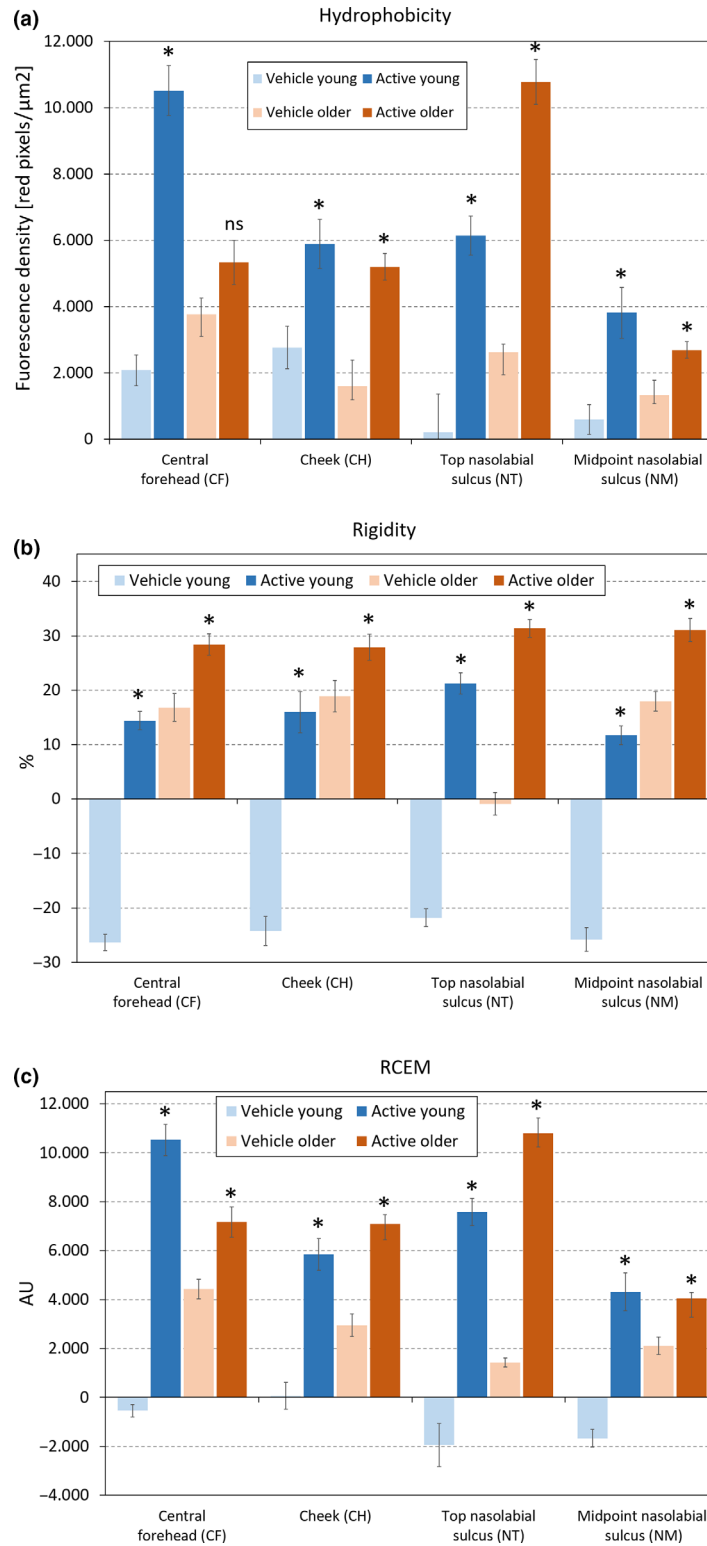 (a)
Hydrophobicity
Fuorescence density [red pixels/µm2]
12.000
10.000
8.000
6.000
4.000
2.000
0
Vehicle young
Active young
Vehicle older
Active older
*
ns
*
*
*
*
*
*
Central
forehead (CF)
Cheek (CH)
Top nasolabial
sulcus (NT)
Midpoint nasolabial
sulcus (NM)
(b)
Rigidity
%
40
30
20
10
0
−10
−20
−30
Vehicle young
Active young
Vehicle older
Active older
*
*
*
*
*
*
*
*
Central
forehead (CF)
Cheek (CH)
Top nasolabial
sulcus (NT)
Midpoint nasolabial
sulcus (NM)
(c)
RCEM
AU
12.000
10.000
8.000
6.000
4.000
2.000
0
−2.000
−4.000
Vehicle young
Active young
Vehicle older
Active older
*
*
*
*
*
*
*
*
Central
forehead (CF)
Cheek (CH)
Top nasolabial
sulcus (NT)
Midpoint nasolabial
sulcus (NM)